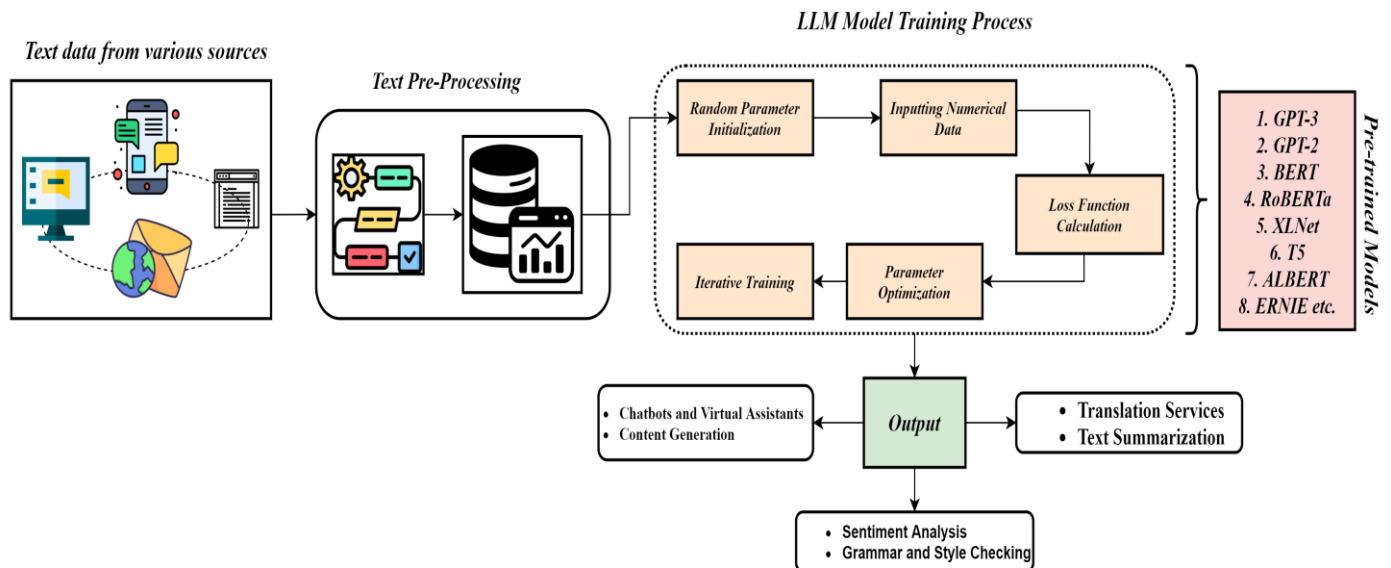 LLM Model Training Process
Text data from various sources
Text Pre-Processing
Random Parameter
Initialization
Inputting Numerical
Data
Loss Function
Calculation
Parameter
Optimization
Iterative Training
1. GPT-3
2. GPT-2
3. BERT
4. RoBERTa
5. XLNet
6. T5
7. ALBERT
8. ERNIE etc.
Pre-trained Models
• Chatbots and Virtual Assistants
• Content Generation
Output
• Translation Services
• Text Summarization
• Sentiment Analysis
• Grammar and Style Checking